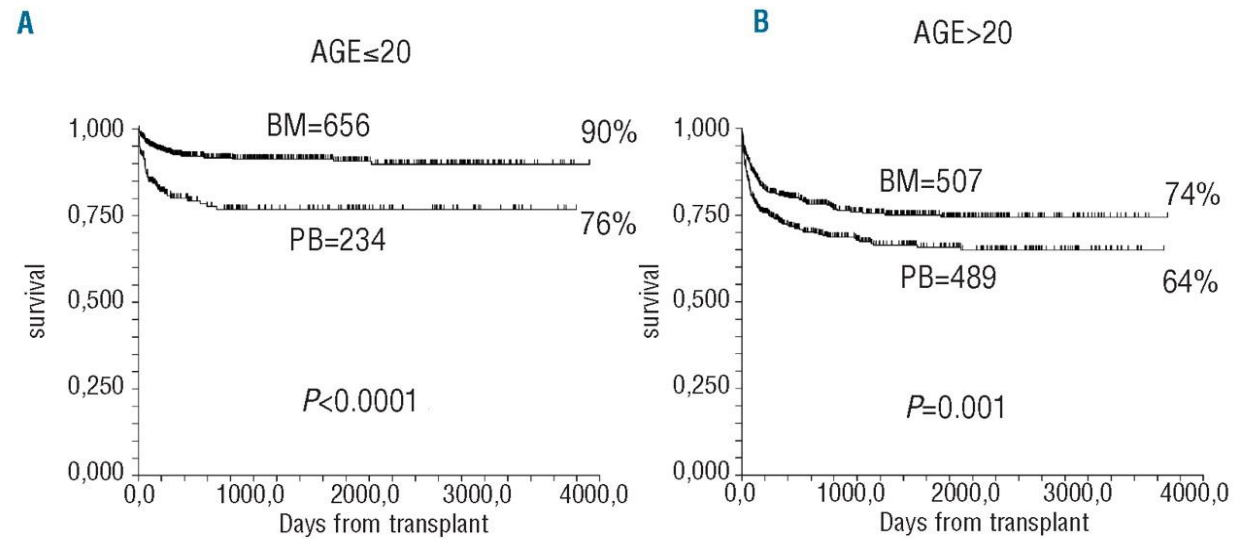 A
AGE≤20
BM=656
90%
PB=234
76%
P<0.0001
survival
1,000
0,750
0,500
0,250
0,000
0,0 1000,0 2000,0 3000,0 4000,0
Days from transplant
B
AGE>20
BM=507
74%
PB=489
64%
P=0.001
survival
1,000
0,750
0,500
0,250
0,000
0,0 1000,0 2000,0 3000,0 4000,0
Days from transplant